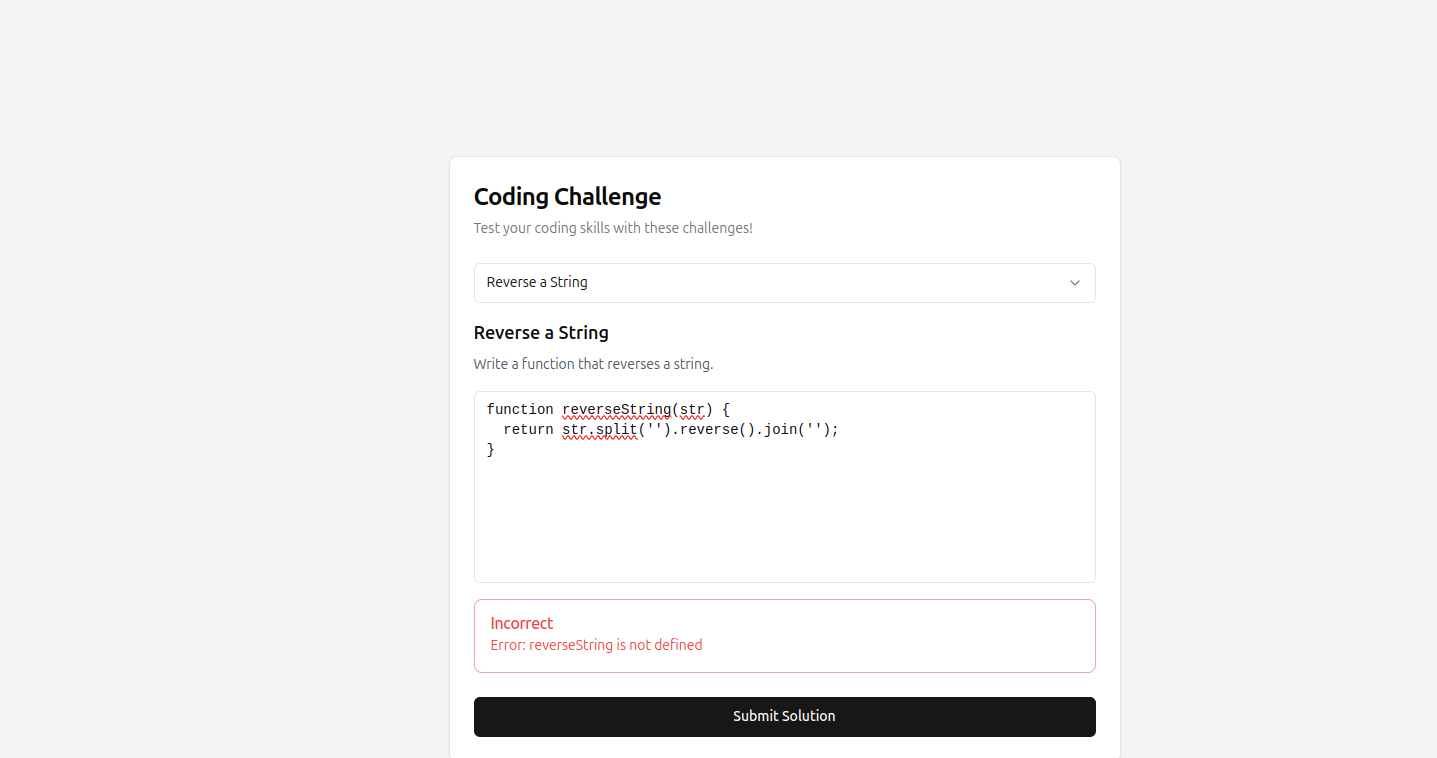 Coding Challenge
Test your coding skills with these challenges!
Reverse a String
Reverse a String
Write a function that reverses a string.
function reverseString(str) {
  return str.split('').reverse().join('');
}
Incorrect
Error: reverseString is not defined
Submit Solution